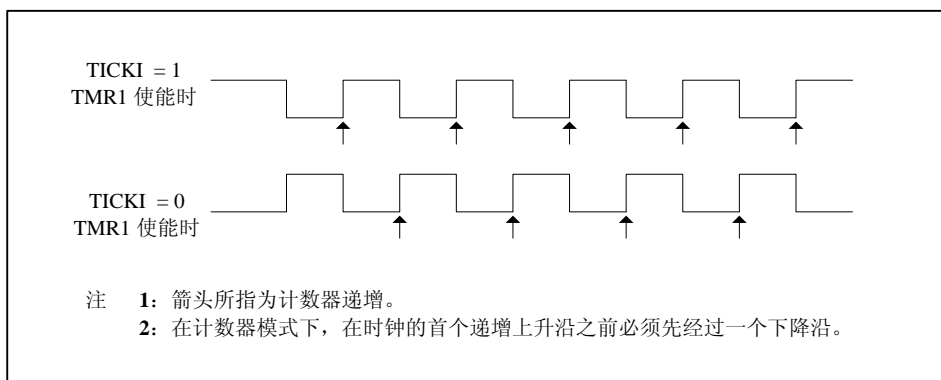 TICKI = 1
TMR1 使能时
TICKI = 0
TMR1 使能时
注 1：箭头所指为计数器递增。
2：在计数器模式下，在时钟的首个递增上升沿之前必须先经过一个下降沿。